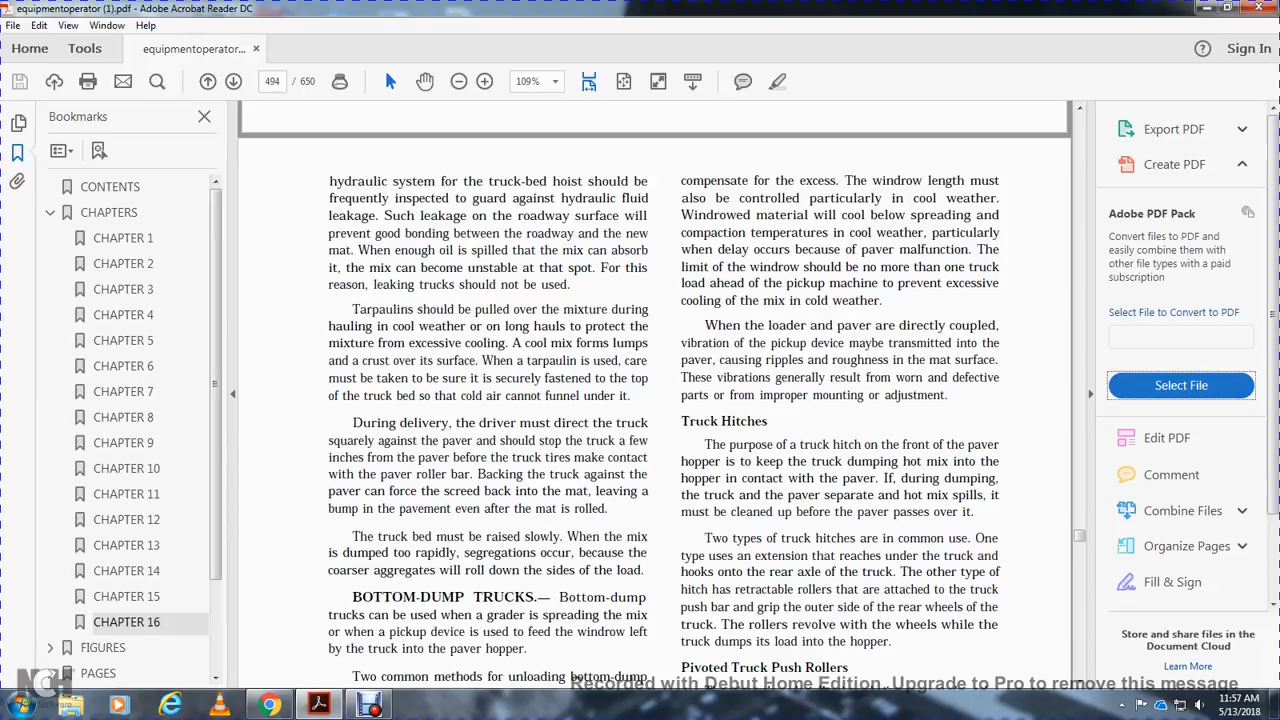 equipmentoperator (1).pdf - Adobe Acrobat Reader DC
File Edit View Window Help
Home Tools equipmentoperator... × Sign In
494 / 650 109%
Bookmarks
CONTENTS
CHAPTERS
CHAPTER 1
CHAPTER 2
CHAPTER 3
CHAPTER 4
CHAPTER 5
CHAPTER 6
CHAPTER 7
CHAPTER 8
CHAPTER 9
CHAPTER 10
CHAPTER 11
CHAPTER 12
CHAPTER 13
CHAPTER 14
CHAPTER 15
CHAPTER 16
FIGURES
PAGES
hydraulic system for the truck-bed hoist should be
frequently inspected to guard against hydraulic fluid
leakage. Such leakage on the roadway surface will
prevent good bonding between the roadway and the new
mat. When enough oil is spilled that the mix can absorb
it, the mix can become unstable at that spot. For this
reason, leaking trucks should not be used.
Tarpaulins should be pulled over the mixture during
hauling in cool weather or on long hauls to protect the
mixture from excessive cooling. A cool mix forms lumps
and a crust over its surface. When a tarpaulin is used, care
must be taken to be sure it is securely fastened to the top
of the truck bed so that cold air cannot funnel under it.
During delivery, the driver must direct the truck
squarely against the paver and should stop the truck a few
inches from the paver before the truck tires make contact
with the paver roller bar. Backing the truck against the
paver can force the screed back into the mat, leaving a
bump in the pavement even after the mat is rolled.
The truck bed must be raised slowly. When the mix
is dumped too rapidly, segregations occur, because the
coarser aggregates will roll down the sides of the load.
BOTTOM-DUMP TRUCKS.— Bottom-dump
trucks can be used when a grader is spreading the mix
or when a pickup device is used to feed the windrow left
by the truck into the paver hopper.
Two common methods for unloading bottom-dump
compensate for the excess. The windrow length must
also be controlled particularly in cool weather.
Windrowed material will cool below spreading and
compaction temperatures in cool weather, particularly
when delay occurs because of paver malfunction. The
limit of the windrow should be no more than one truck
load ahead of the pickup machine to prevent excessive
cooling of the mix in cold weather.
When the loader and paver are directly coupled,
vibration of the pickup device maybe transmitted into the
paver, causing ripples and roughness in the mat surface.
These vibrations generally result from worn and defective
parts or from improper mounting or adjustment.
Truck Hitches
The purpose of a truck hitch on the front of the paver
hopper is to keep the truck dumping hot mix into the
hopper in contact with the paver. If, during dumping,
the truck and the paver separate and hot mix spills, it
must be cleaned up before the paver passes over it.
Two types of truck hitches are in common use. One
type uses an extension that reaches under the truck and
hooks onto the rear axle of the truck. The other type of
hitch has retractable rollers that are attached to the truck
push bar and grip the outer side of the rear wheels of the
truck. The rollers revolve with the wheels while the
truck dumps its load into the hopper.
Pivoted Truck Push Rollers
Export PDF
Create PDF
Adobe PDF Pack
Convert files to PDF and
easily combine them with
other file types with a paid
subscription
Select File to Convert to PDF
Select File
Edit PDF
Comment
Combine Files
Organize Pages
Fill & Sign
Store and share files in the
Document Cloud
Learn More
NCH
Software
Recorded with Debut Home Edition. Upgrade to Pro to remove this message
11:57 AM
5/13/2018